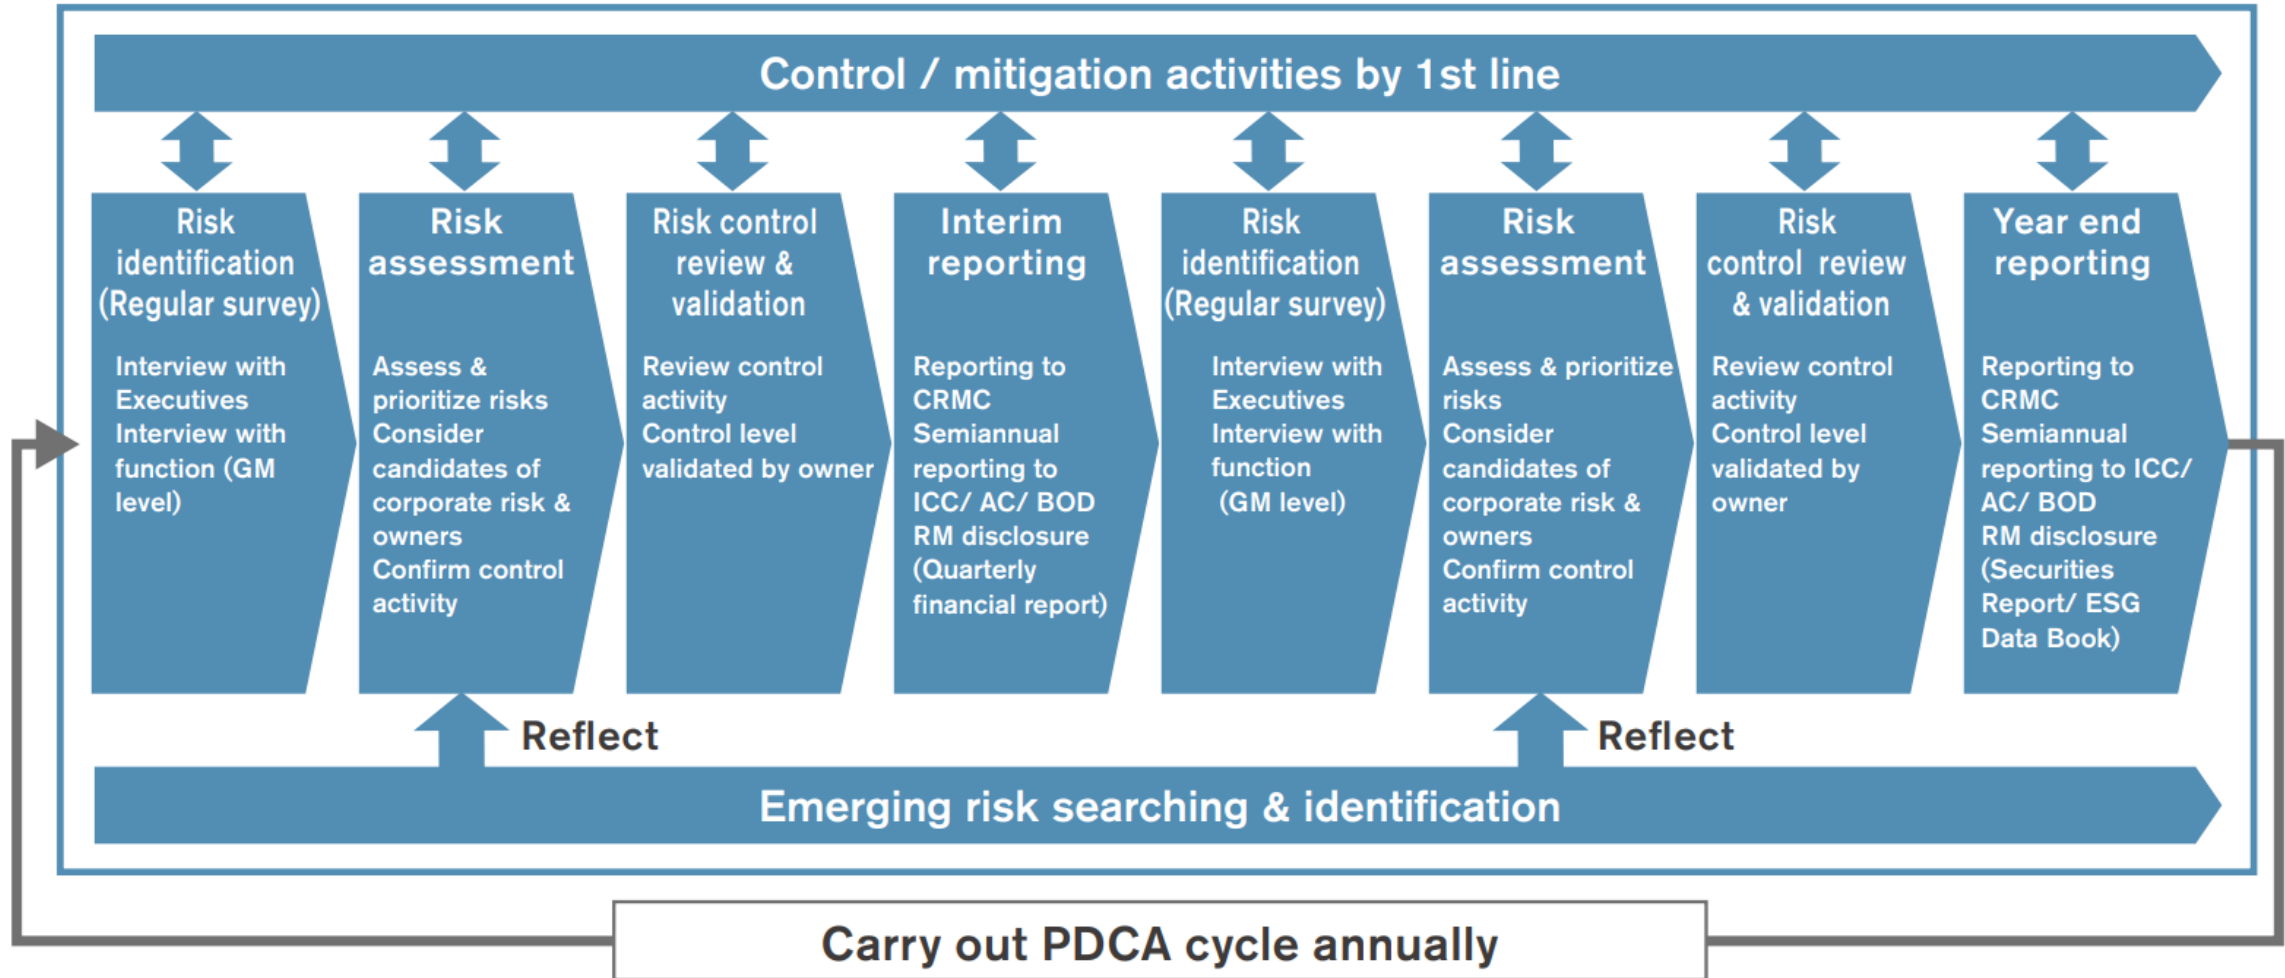 Control / mitigation activities by 1st line
Risk
identification
(Regular survey)
Interview with
Executives
Interview with
function (GM
level)
Risk
assessment
Assess &
prioritize risks
Consider
candidates of
corporate risk &
owners
Confirm control
activity
Risk control
review &
validation
Review control
activity
Control level
validated by owner
Interim
reporting
Reporting to
CRMC
Semiannual
reporting to
ICC/ AC/ BOD
RM disclosure
(Quarterly
financial report)
Risk
identification
(Regular survey)
Interview with
Executives
Interview with
function
(GM level)
Risk
assessment
Assess & prioritize
risks
Consider
candidates of
corporate risk &
owners
Confirm control
activity
Risk
control review
& validation
Review control
activity
Control level
validated by
owner
Year end
reporting
Reporting to
CRMC
Semiannual
reporting to ICC/
AC/ BOD
RM disclosure
(Securities
Report/ ESG
Data Book)
Reflect
Reflect
Emerging risk searching & identification
Carry out PDCA cycle annually